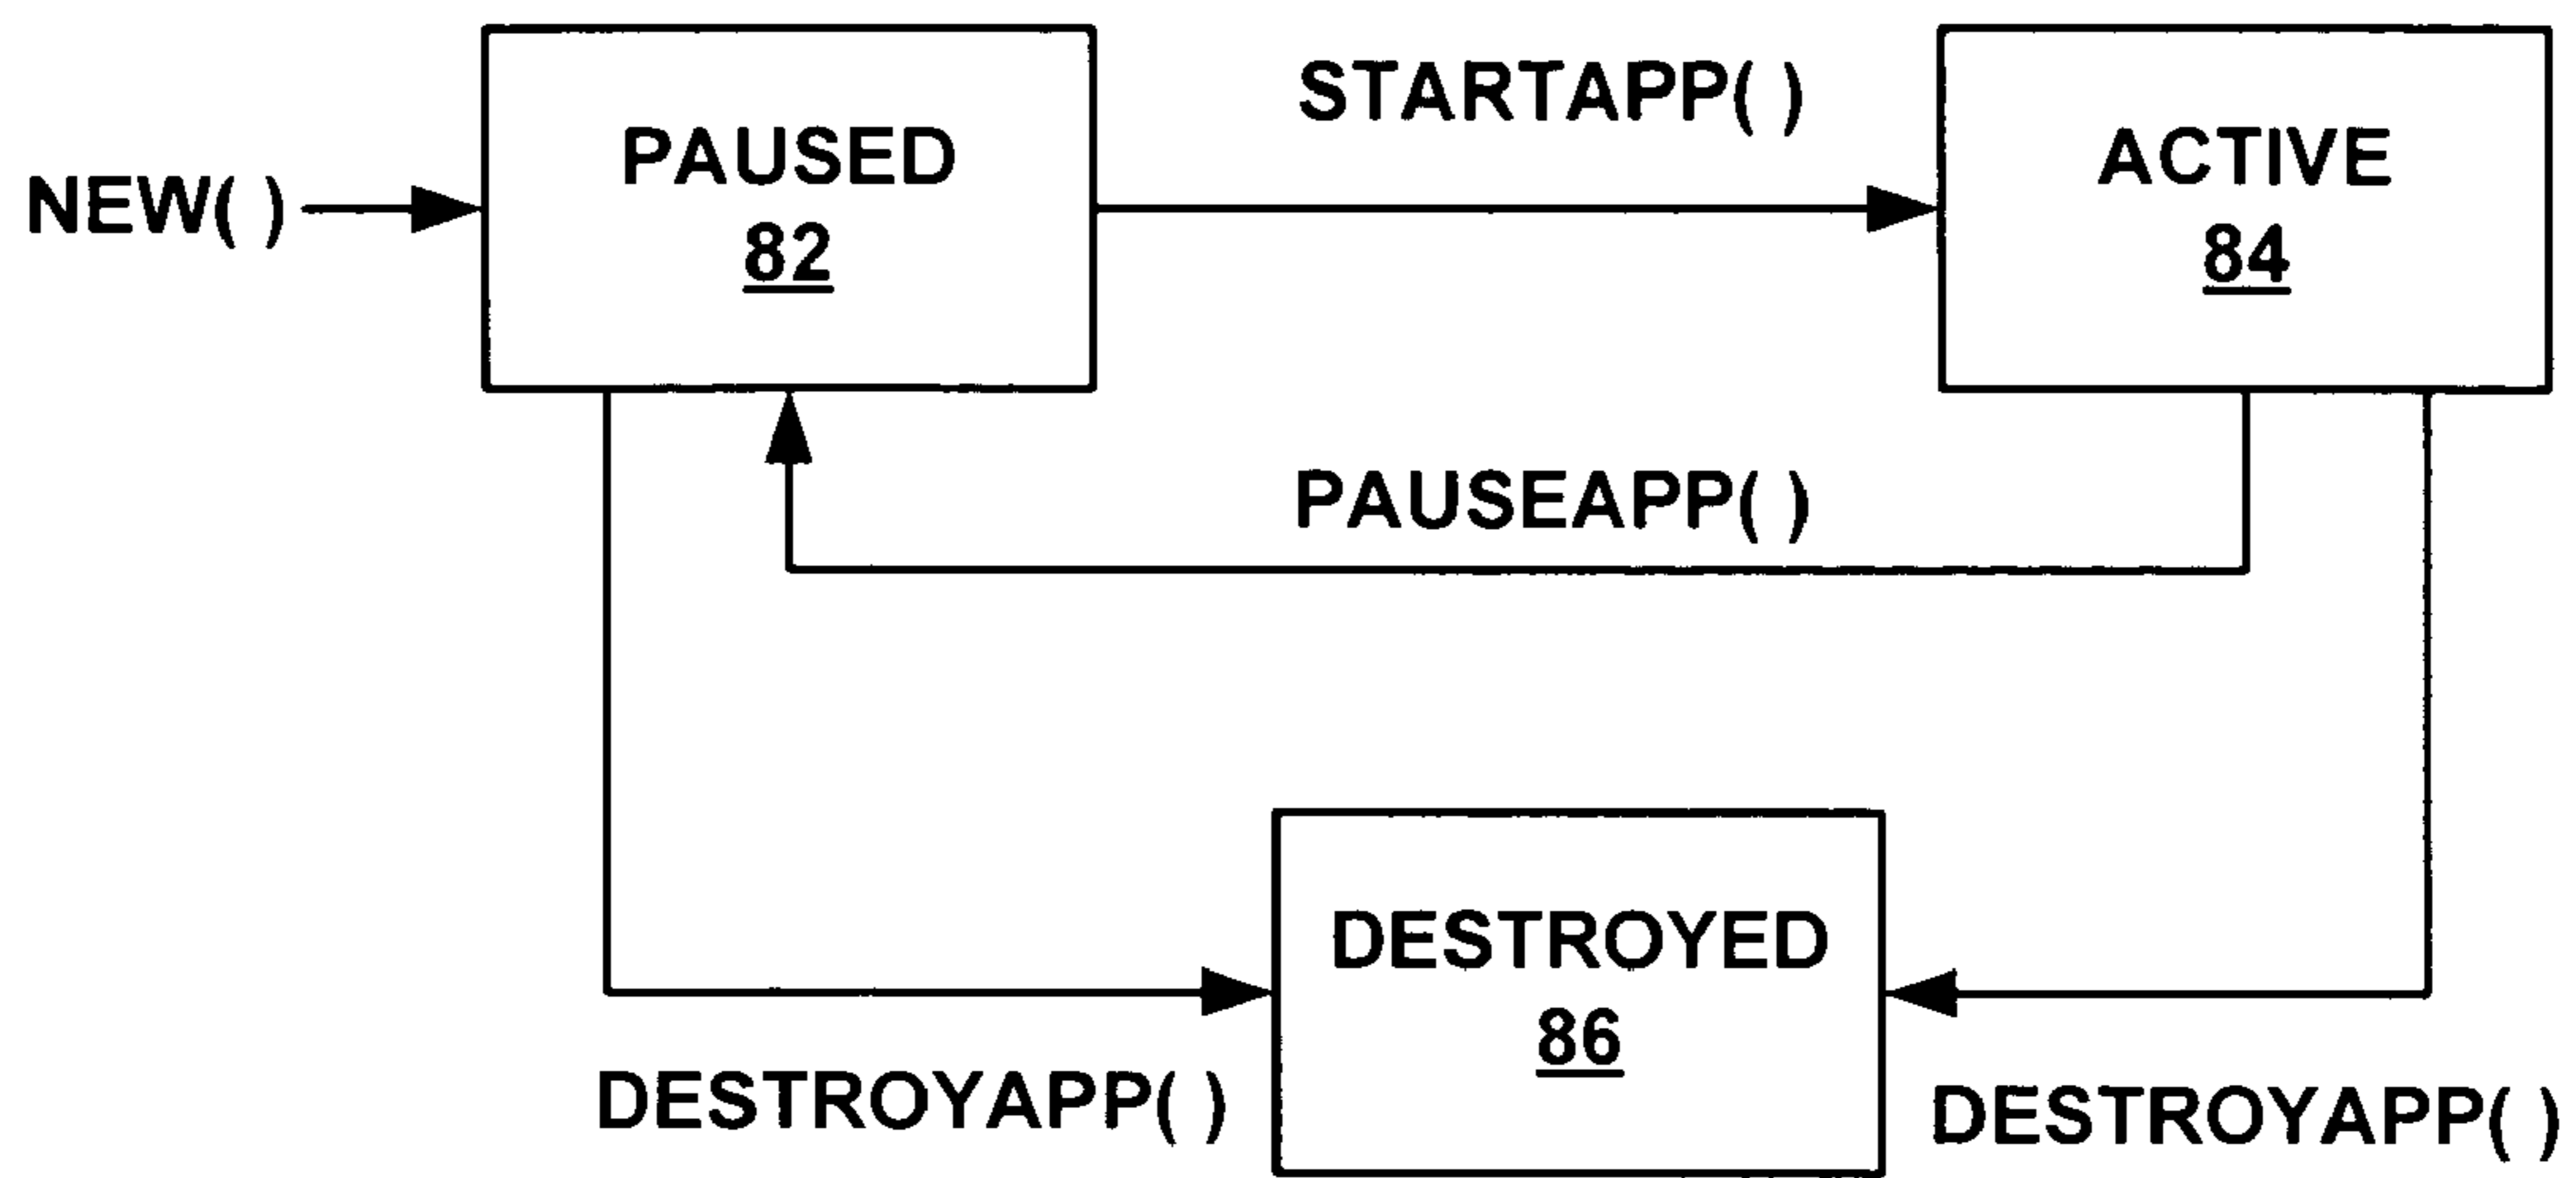 NEW( )
PAUSED
82
STARTAPP( )
ACTIVE
84
PAUSEAPP( )
DESTROYED
86
DESTROYAPP( )
DESTROYAPP( )